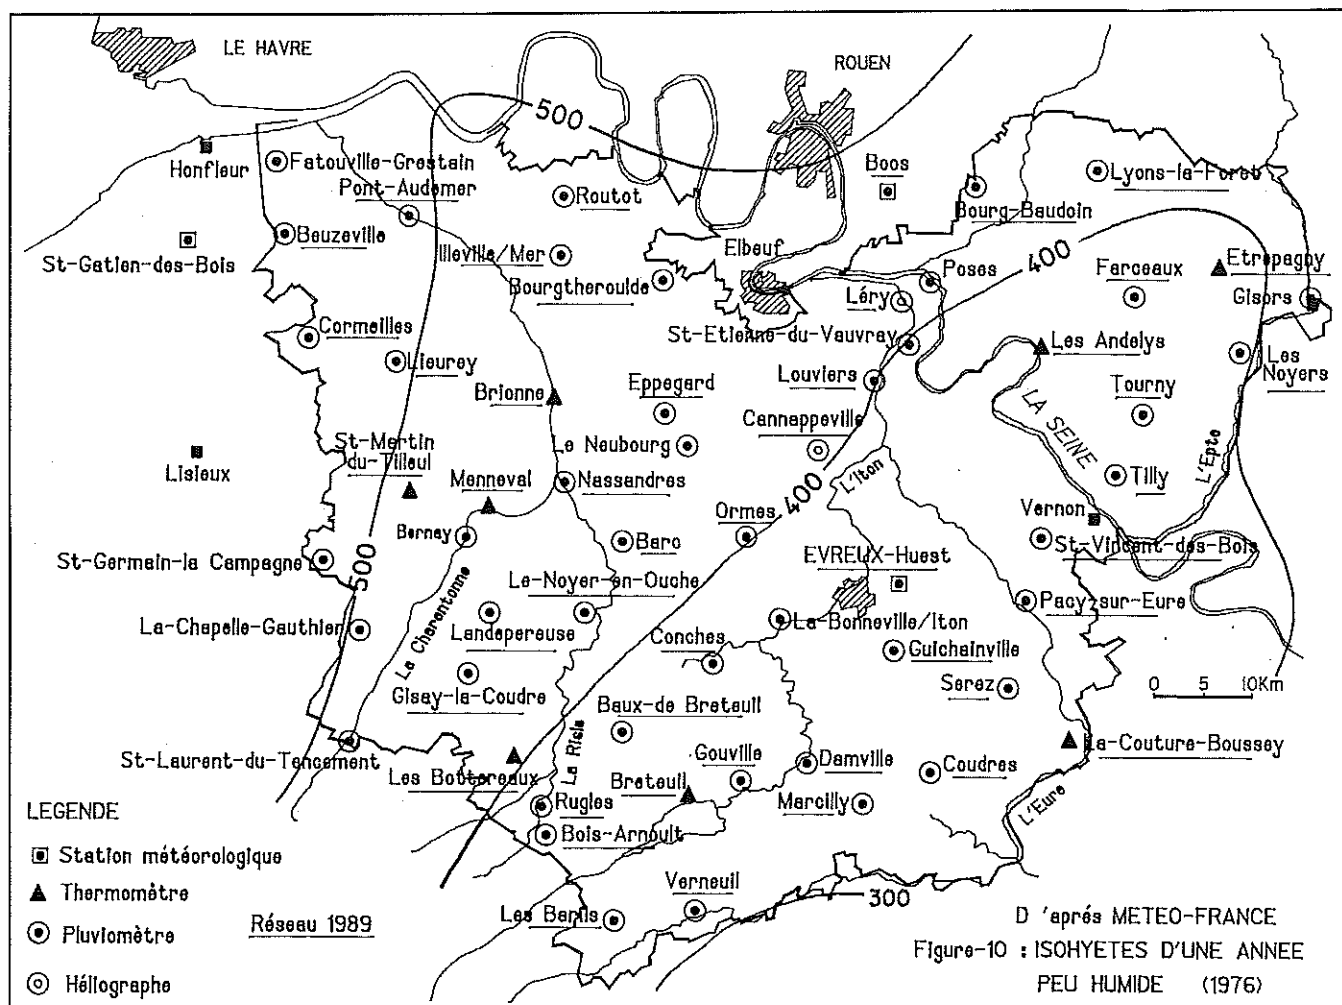 LE HAVRE
ROUEN
500
Honfleur
Fatouville-Grestain
Pont-Audemer
Routot
Boos
Lyons-la-Foret
Bourg-Baudoin
Beuzeville
St-Gatien-des-Bois
Illeville/Mer
Elbeuf
Bourgtheroulde
Poses
400
Farceaux
Etrepagny
Léry
Gisors
Cormeilles
St-Etienne-du-Vauvray
Les Andelys
Lieurey
Louviers
Les
Noyers
Brionne
Eppegard
Tourny
LA SEINE
Cannappeville
St-Martin
du-Tilleul
Le Neubourg
Lisieux
Menneval
Nassandres
L'Iton
400
Tilly
L'Epte
Vernon
Ormes
Bernay
Barc
St-Vincent-des-Bois
St-Germain-la Campagne
500
EVREUX-Huest
Le-Noyer-en-Ouche
Pacy-sur-Eure
La-Chapelle-Gauthier
La Charentonne
Landepereuse
La-Bonneville/Iton
Conches
Guichainville
Gisay-la-Coudre
Serez
0 5 10Km
Baux-de Breteuil
La Risle
St-Laurent-du-Tencement
Les Bottereaux
Gouville
Damville
La-Couture-Boussey
Breteuil
Coudres
Rugles
Marcilly
L'Eure
Bois-Arnoult
Verneuil
Les Barils
300
LEGENDE
Station météorologique
Thermomètre
Pluviomètre
Réseau 1989
Héliographe
D 'aprés METEO-FRANCE
Figure-10 : ISOHYETES D'UNE ANNEE
PEU HUMIDE (1976)